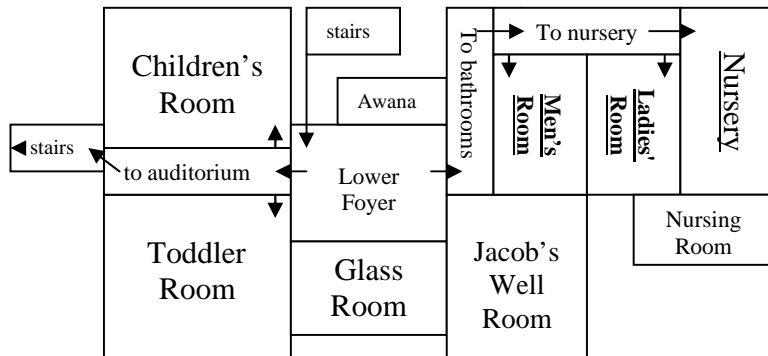 Children's
Room
stairs
Awana
To bathrooms
To nursery
Men's
Room
Ladies'
Room
Nursery
stairs
to auditorium
Lower
Foyer
Toddler
Room
Glass
Room
Jacob's
Well
Room
Nursing
Room